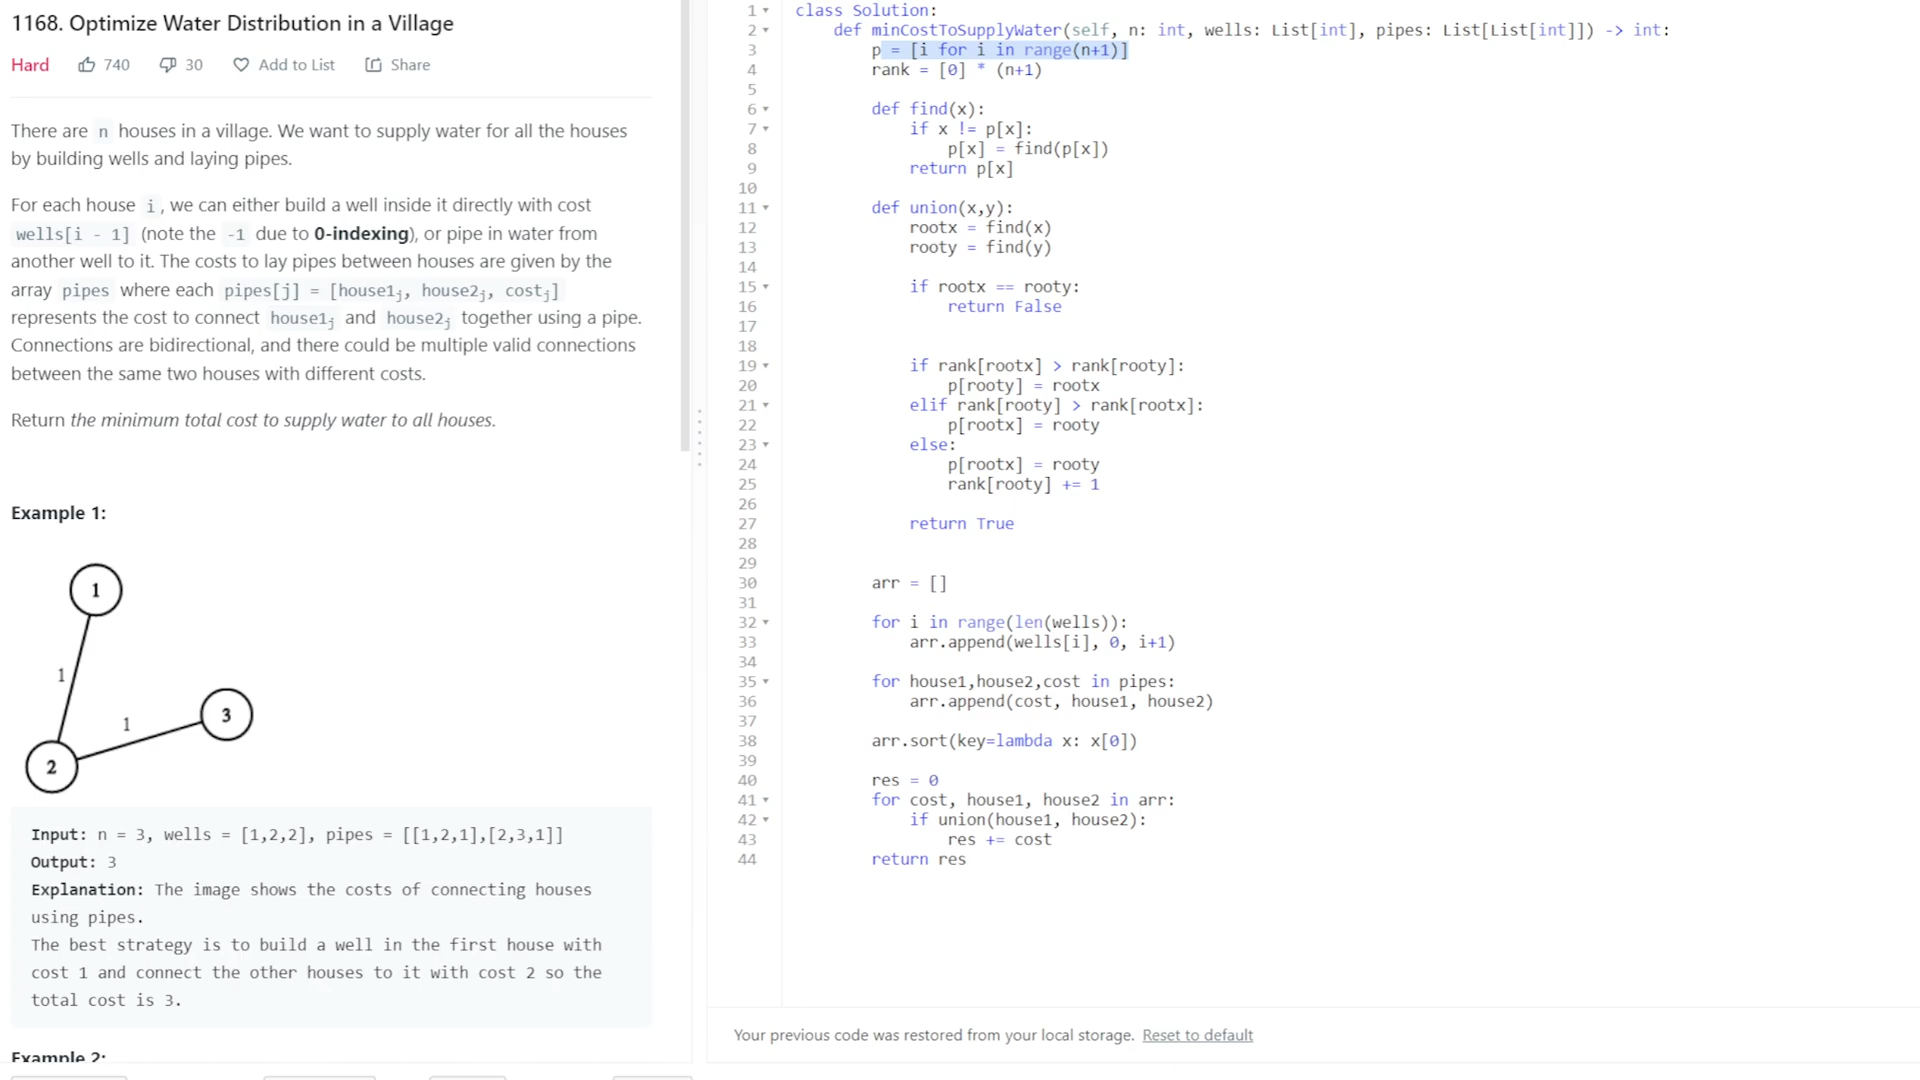 1168. Optimize Water Distribution in a Village
Hard 740 30 Add to List Share
There are n houses in a village. We want to supply water for all the houses
by building wells and laying pipes.
For each house i, we can either build a well inside it directly with cost
wells[i - 1] (note the -1 due to 0-indexing), or pipe in water from
another well to it. The costs to lay pipes between houses are given by the
array pipes where each pipes[j] = [house1j, house2j, costj]
represents the cost to connect house1j and house2j together using a pipe.
Connections are bidirectional, and there could be multiple valid connections
between the same two houses with different costs.
Return the minimum total cost to supply water to all houses.
Example 1:
1
1
3
1
2
Input: n = 3, wells = [1,2,2], pipes = [[1,2,1],[2,3,1]]
Output: 3
Explanation: The image shows the costs of connecting houses
using pipes.
The best strategy is to build a well in the first house with
cost 1 and connect the other houses to it with cost 2 so the
total cost is 3.
Example 2:
1 class Solution:
2 def minCostToSupplyWater(self, n: int, wells: List[int], pipes: List[List[int]]) -> int:
3 p = [i for i in range(n+1)]
4 rank = [0] * (n+1)
5
6 def find(x):
7 if x != p[x]:
8 p[x] = find(p[x])
9 return p[x]
10
11 def union(x,y):
12 rootx = find(x)
13 rooty = find(y)
14
15 if rootx == rooty:
16 return False
17
18
19 if rank[rootx] > rank[rooty]:
20 p[rooty] = rootx
21 elif rank[rooty] > rank[rootx]:
22 p[rootx] = rooty
23 else:
24 p[rootx] = rooty
25 rank[rooty] += 1
26
27 return True
28
29
30 arr = []
31
32 for i in range(len(wells)):
33 arr.append(wells[i], 0, i+1)
34
35 for house1,house2,cost in pipes:
36 arr.append(cost, house1, house2)
37
38 arr.sort(key=lambda x: x[0])
39
40 res = 0
41 for cost, house1, house2 in arr:
42 if union(house1, house2):
43 res += cost
44 return res
Your previous code was restored from your local storage. Reset to default